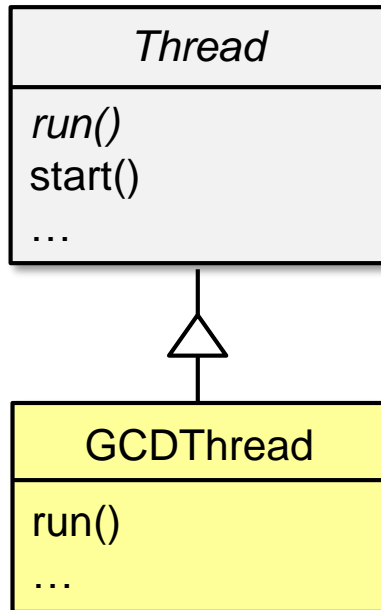 Thread
run()
start()
…
GCDThread
run()
…